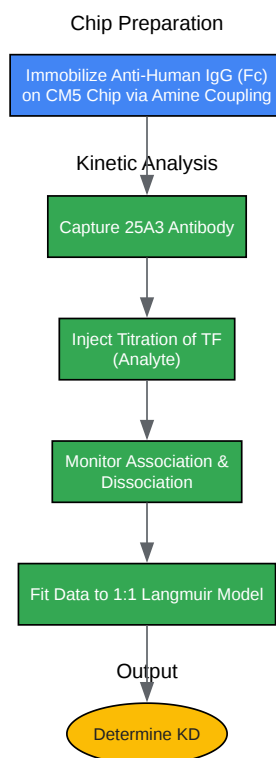 Chip Preparation
Immobilize Anti-Human IgG (Fc)
on CM5 Chip via Amine Coupling
Kinetic Analysis
Capture 25A3 Antibody
Inject Titration of TF
(Analyte)
Monitor Association &
Dissociation
Fit Data to 1:1 Langmuir Model
Output
Determine KD